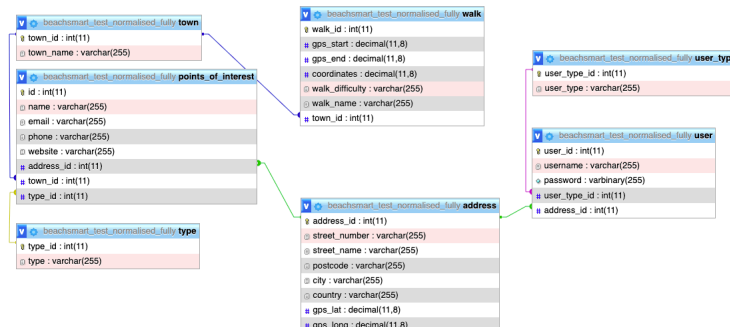 beachsmart_test_normalised_fully town
town_id : int(11)
town_name : varchar(255)
beachsmart_test_normalised_fully points_of_interest
id : int(11)
name : varchar(255)
email : varchar(255)
phone : varchar(255)
website : varchar(255)
address_id : int(11)
town_id : int(11)
type_id : int(11)
beachsmart_test_normalised_fully type
type_id : int(11)
type : varchar(255)
beachsmart_test_normalised_fully walk
walk_id : int(11)
gps_start : decimal(11,8)
gps_end : decimal(11,8)
coordinates : decimal(11,8)
walk_difficulty : varchar(255)
walk_name : varchar(255)
town_id : int(11)
beachsmart_test_normalised_fully address
address_id : int(11)
street_number : varchar(255)
street_name : varchar(255)
postcode : varchar(255)
city : varchar(255)
country : varchar(255)
gps_lat : decimal(11,8)
gps_long : decimal(11,8)
beachsmart_test_normalised_fully user_typ
user_type_id : int(11)
user_type : varchar(255)
beachsmart_test_normalised_fully user
user_id : int(11)
username : varchar(255)
password : varbinary(255)
user_type_id : int(11)
address_id : int(11)